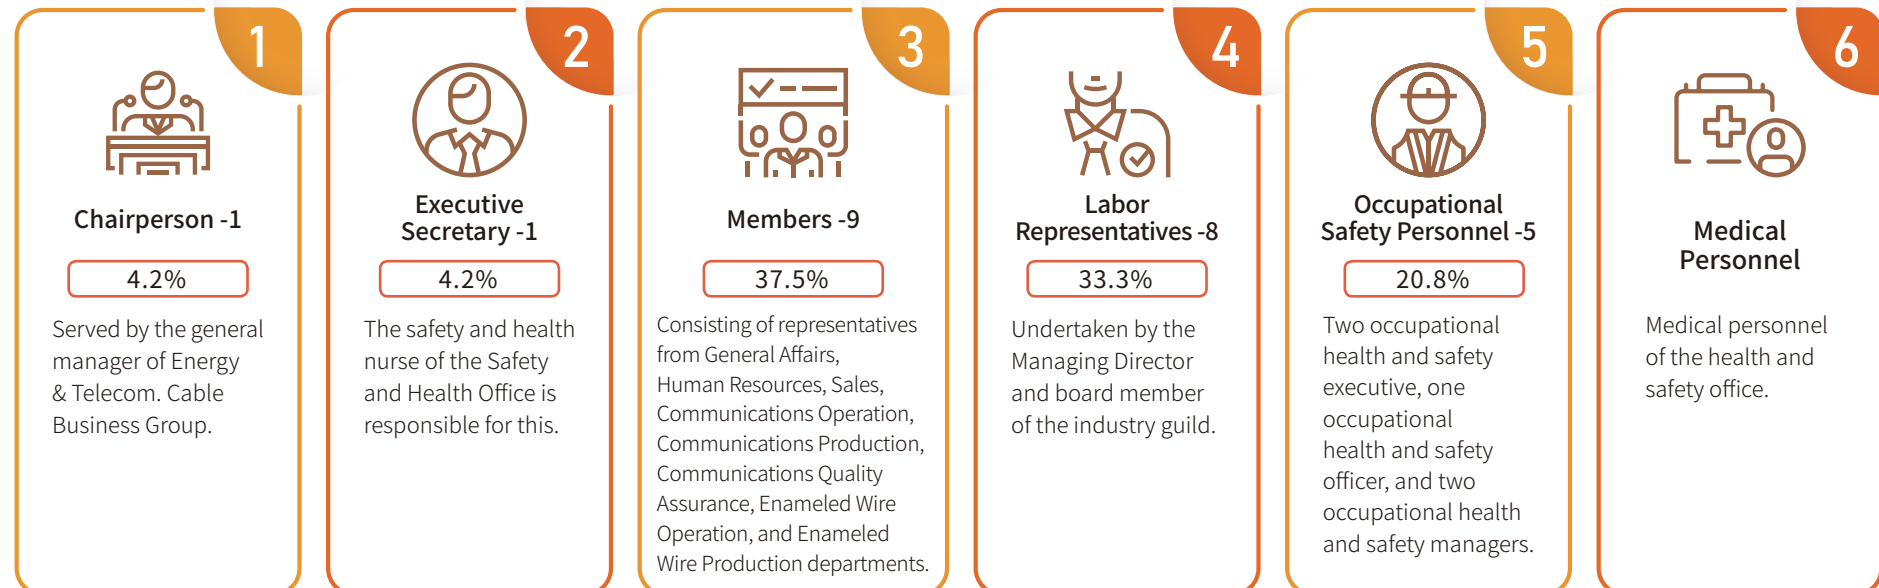 1
Chairperson -1
4.2%
Served by the general
manager of Energy
& Telecom. Cable
Business Group.
2
Executive
Secretary -1
4.2%
The safety and health
nurse of the Safety
and Health Office is
responsible for this.
3
Members -9
37.5%
Consisting of representatives
from General Affairs,
Human Resources, Sales,
Communications Operation,
Communications Production,
Communications Quality
Assurance, Enameled Wire
Operation, and Enameled
Wire Production departments.
4
Labor
Representatives -8
33.3%
Undertaken by the
Managing Director
and board member
of the industry guild.
5
Occupational
Safety Personnel -5
20.8%
Two occupational
health and safety
executive, one
occupational
health and safety
officer, and two
occupational health
and safety managers.
6
Medical
Personnel
Medical personnel
of the health and
safety office.